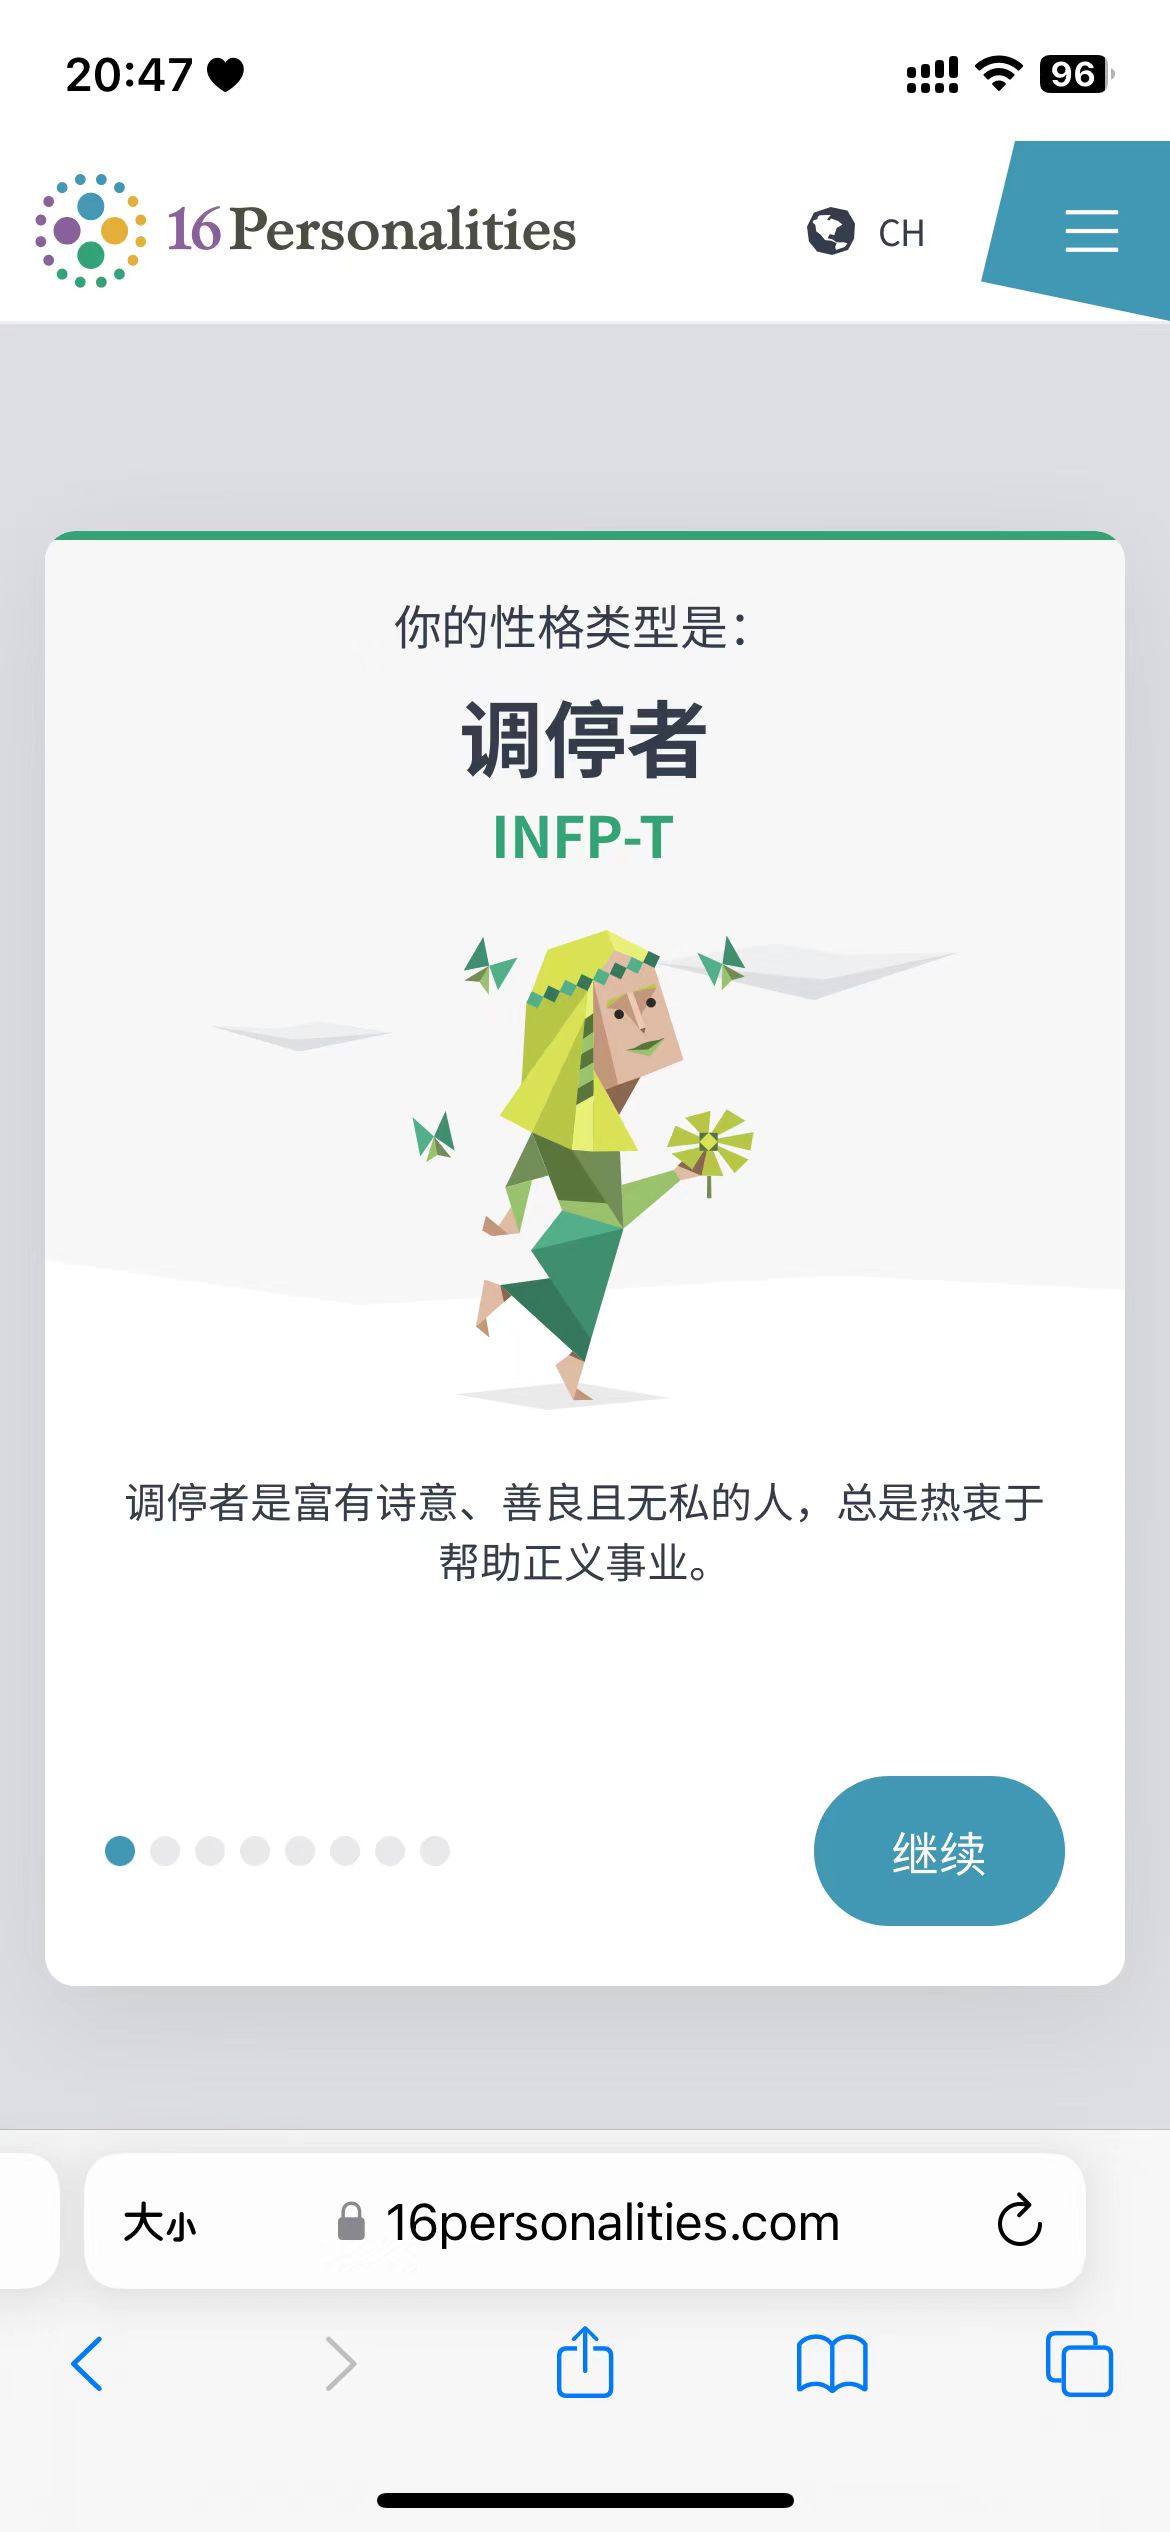 20:47
96
16Personalities
CH
你的性格类型是：
调停者
INFP-T
调停者是富有诗意、善良且无私的人，总是热衷于
帮助正义事业。
继续
大小
16personalities.com